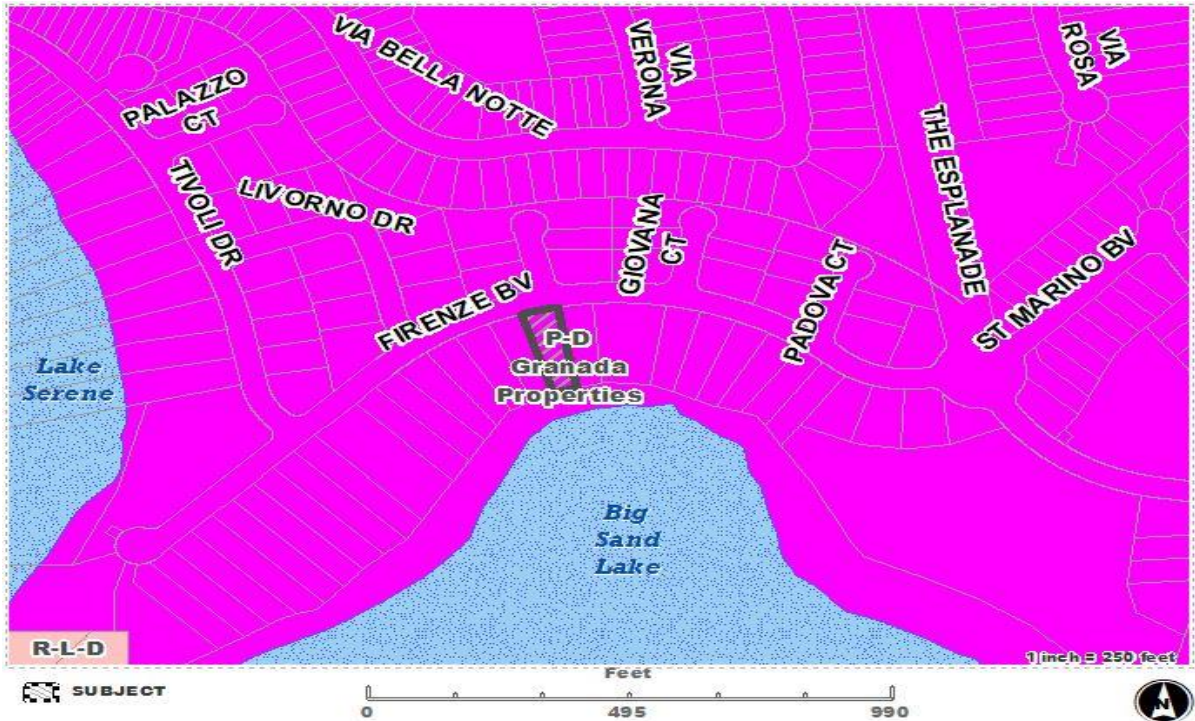 VIA BELLA NOTTE
VIA
VERONA
VIA
ROSA
PALAZZO
CT
THE ESPLANADE
TIVOLI DR
LIVORNO DR
GIOVANA
CT
FIRENZE BV
PADOVA CT
ST MARINO BV
P-D
Granada
Properties
Lake
Serene
Big
Sand
Lake
R-L-D
1 inch = 250 feet
SUBJECT
Feet
0
495
990
N